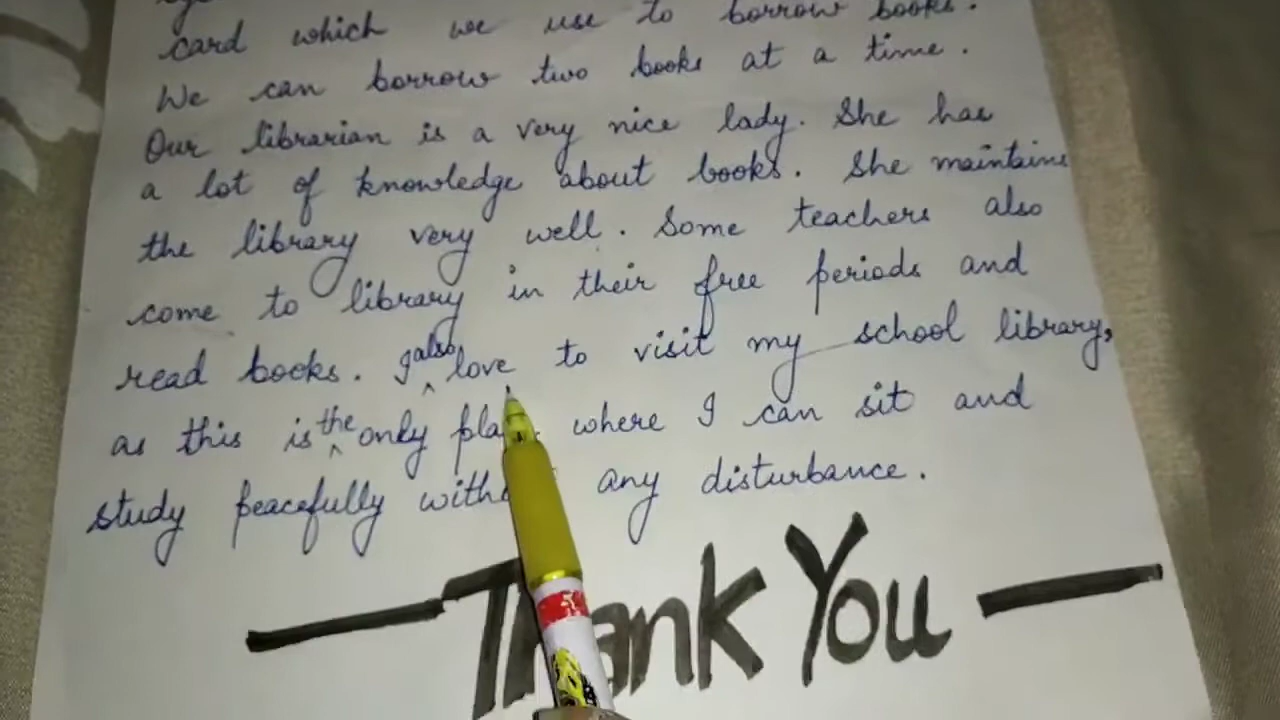 card which we use to borrow books.
We can borrow two books at a time.
Our librarian is a very nice lady. She has
a lot of knowledge about books. She maintains
the library very well. Some teachers also
come to library in their free periods and
read books. I also love to visit my school library,
as this is the only where I can sit and
study peacefully any disturbance.
Thank You